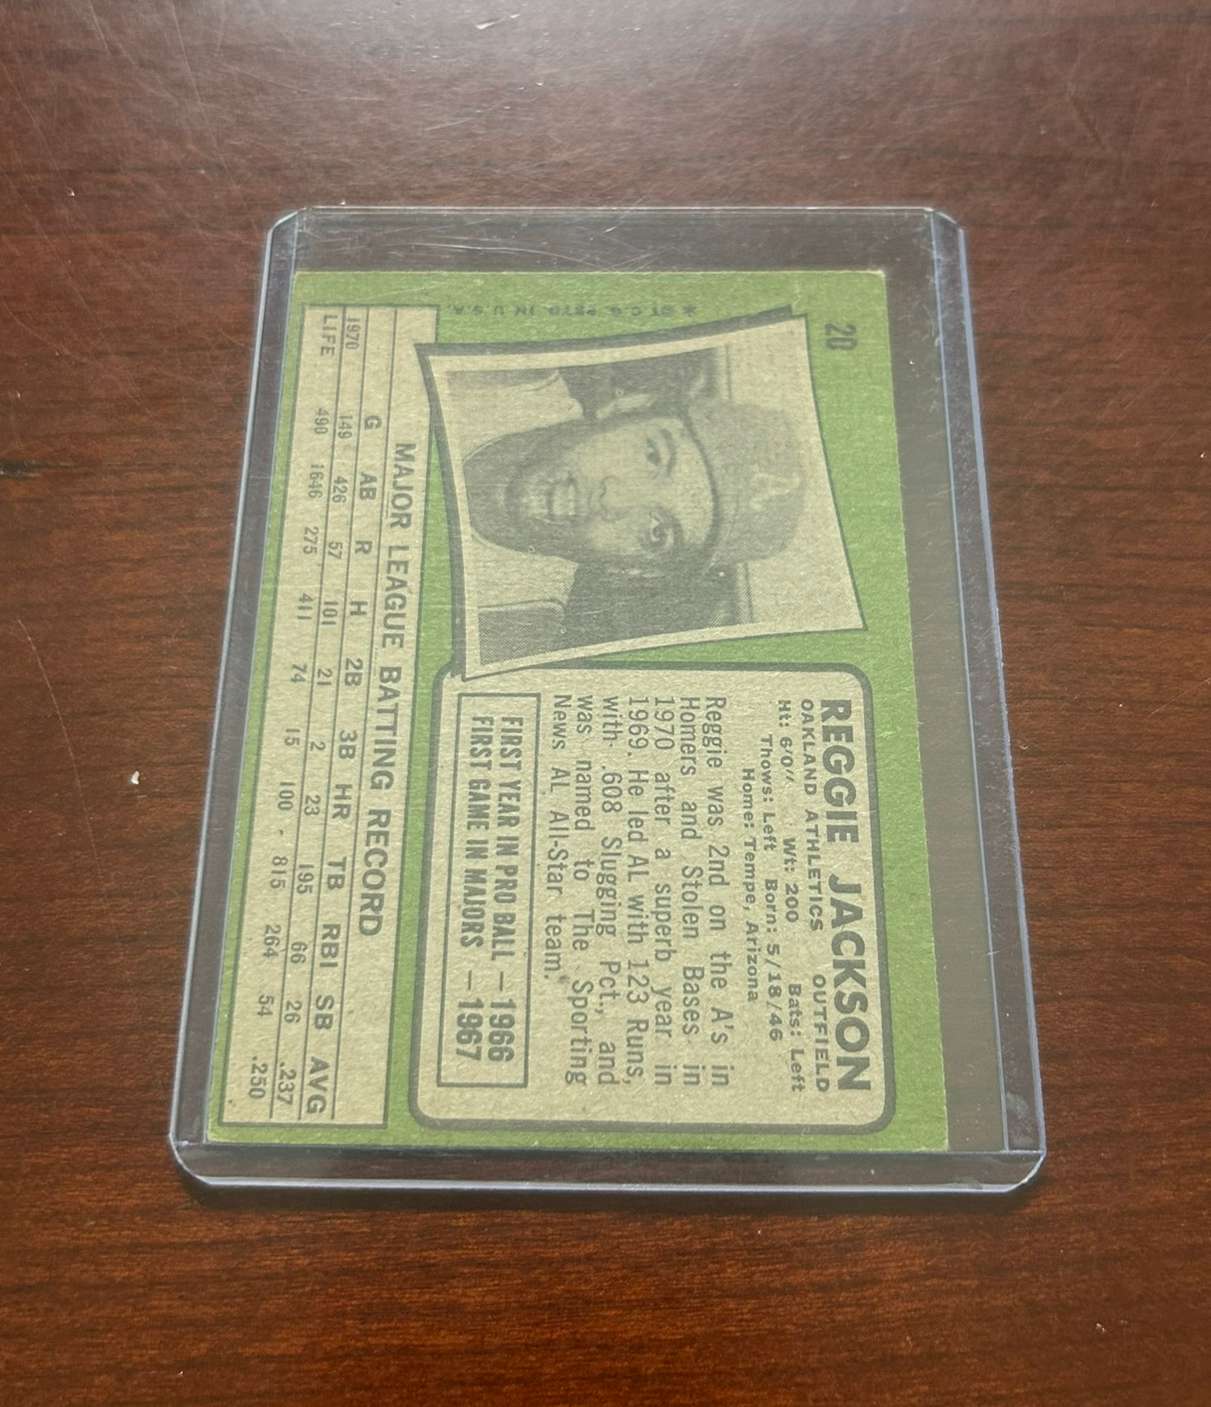 20
REGGIE JACKSON
OAKLAND ATHLETICS OUTFIELD
Ht: 6'0" Wt: 200 Bats: Left
Thows: Left Born: 5/18/46
Home: Tempe, Arizona
Reggie was 2nd on the A's in
Homers and Stolen Bases in
1970 after a superb year in
1969. He led AL with 123 Runs,
with .608 Slugging Pct., and
was named to The Sporting
News AL All-Star team.
FIRST YEAR IN PRO BALL — 1966
FIRST GAME IN MAJORS — 1967
A
★ ©T.C.G. PRTD. IN U.S.A.
MAJOR LEAGUE BATTING RECORD
G AB R H 2B 3B HR TB RBI SB AVG
1970 149 426 57 101 21 2 23 195 66 26 .237
LIFE 490 1646 275 411 74 15 100 815 264 54 .250